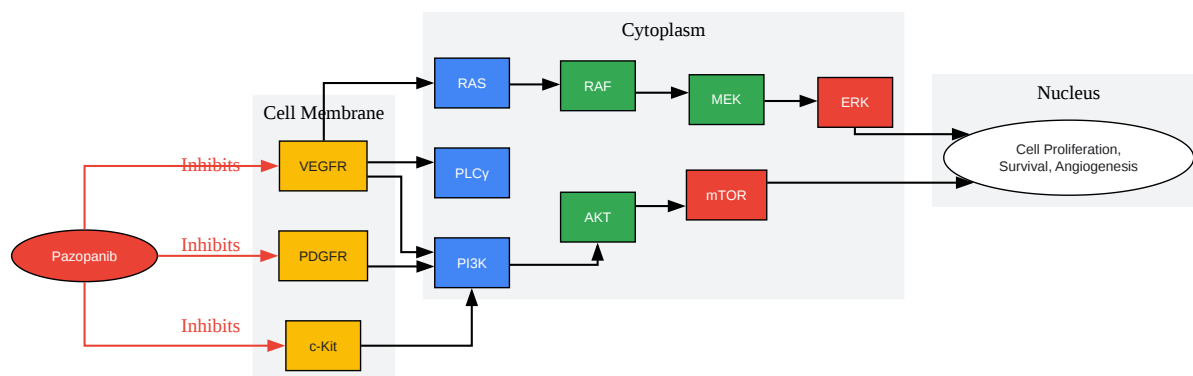 Cytoplasm
RAS
RAF
MEK
ERK
Nucleus
Cell Membrane
Cell Proliferation,
Survival, Angiogenesis
Inhibits
VEGFR
PLCγ
AKT
mTOR
Pazopanib
Inhibits
PDGFR
PI3K
Inhibits
c-Kit